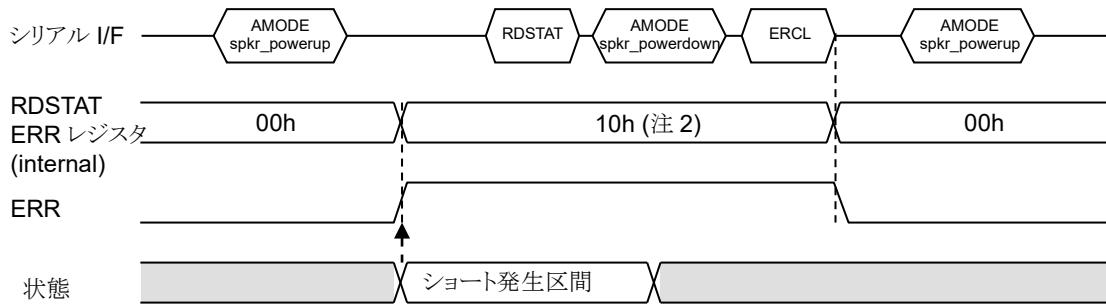 シリアル I/F
AMODE
spkr_powerup
RDSTAT
AMODE
spkr_powerdown
ERCL
AMODE
spkr_powerup
RDSTAT
ERR レジスタ
(internal)
00h
10h (注 2)
00h
ERR
状態
ショート発生区間